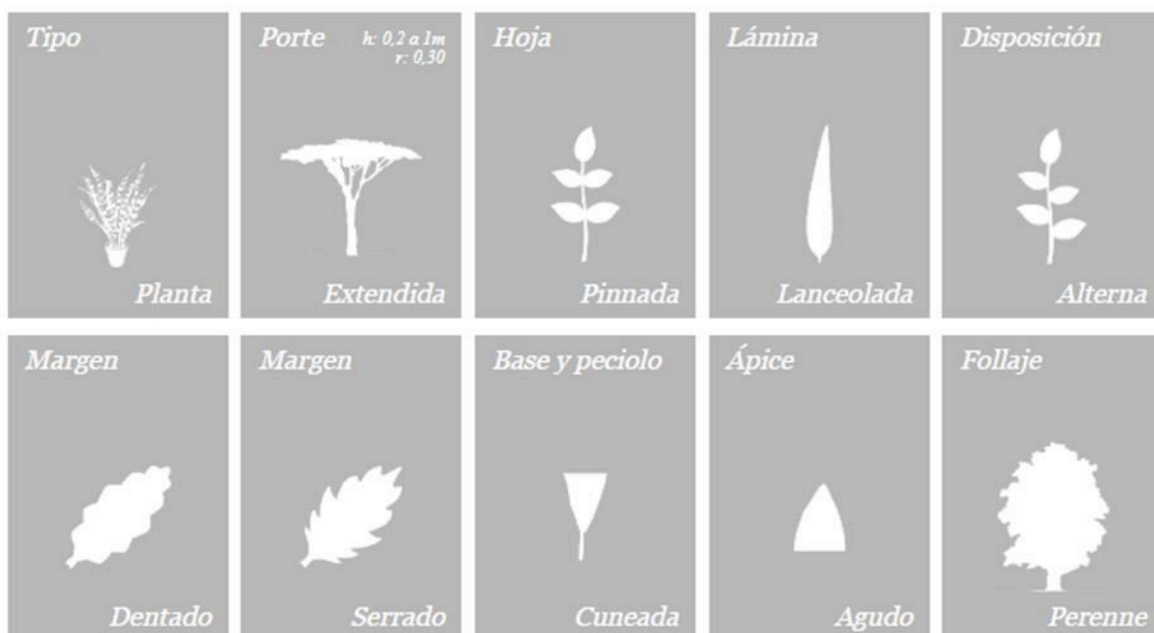 Tipo
Planta
Porte
h: 0,2 a 1m
r: 0,30
Extendida
Hoja
Pinnada
Lámina
Lanceolada
Disposición
Alterna
Margen
Dentado
Margen
Serrado
Base y peciolo
Cuneada
Ápice
Agudo
Follaje
Perenne